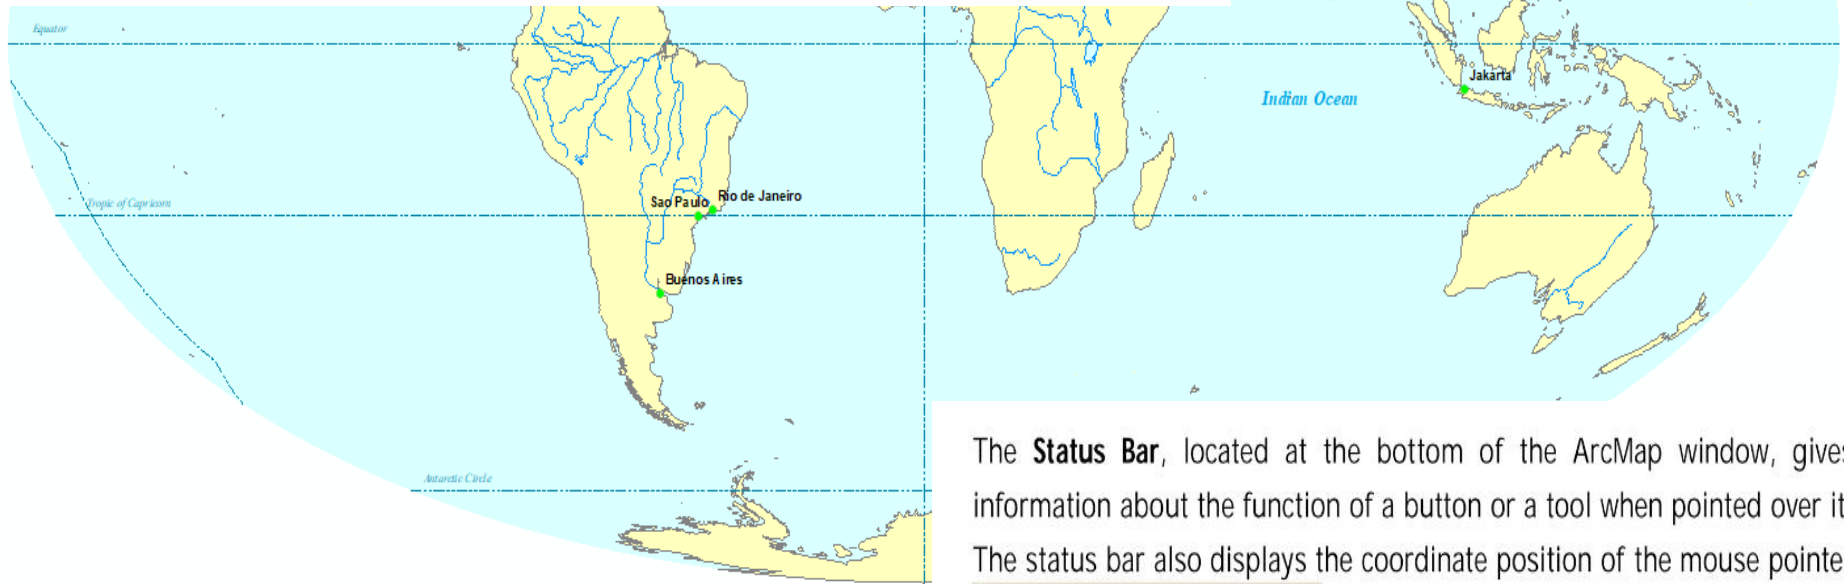 Equator
Jakarta
Indian Ocean
Tropic of Capricorn
Sao Paulo
Rio de Janeiro
Buenos Aires
Antarctic Circle
The Status Bar, located at the bottom of the ArcMap window, gives
information about the function of a button or a tool when pointed over it
The status bar also displays the coordinate position of the mouse pointe